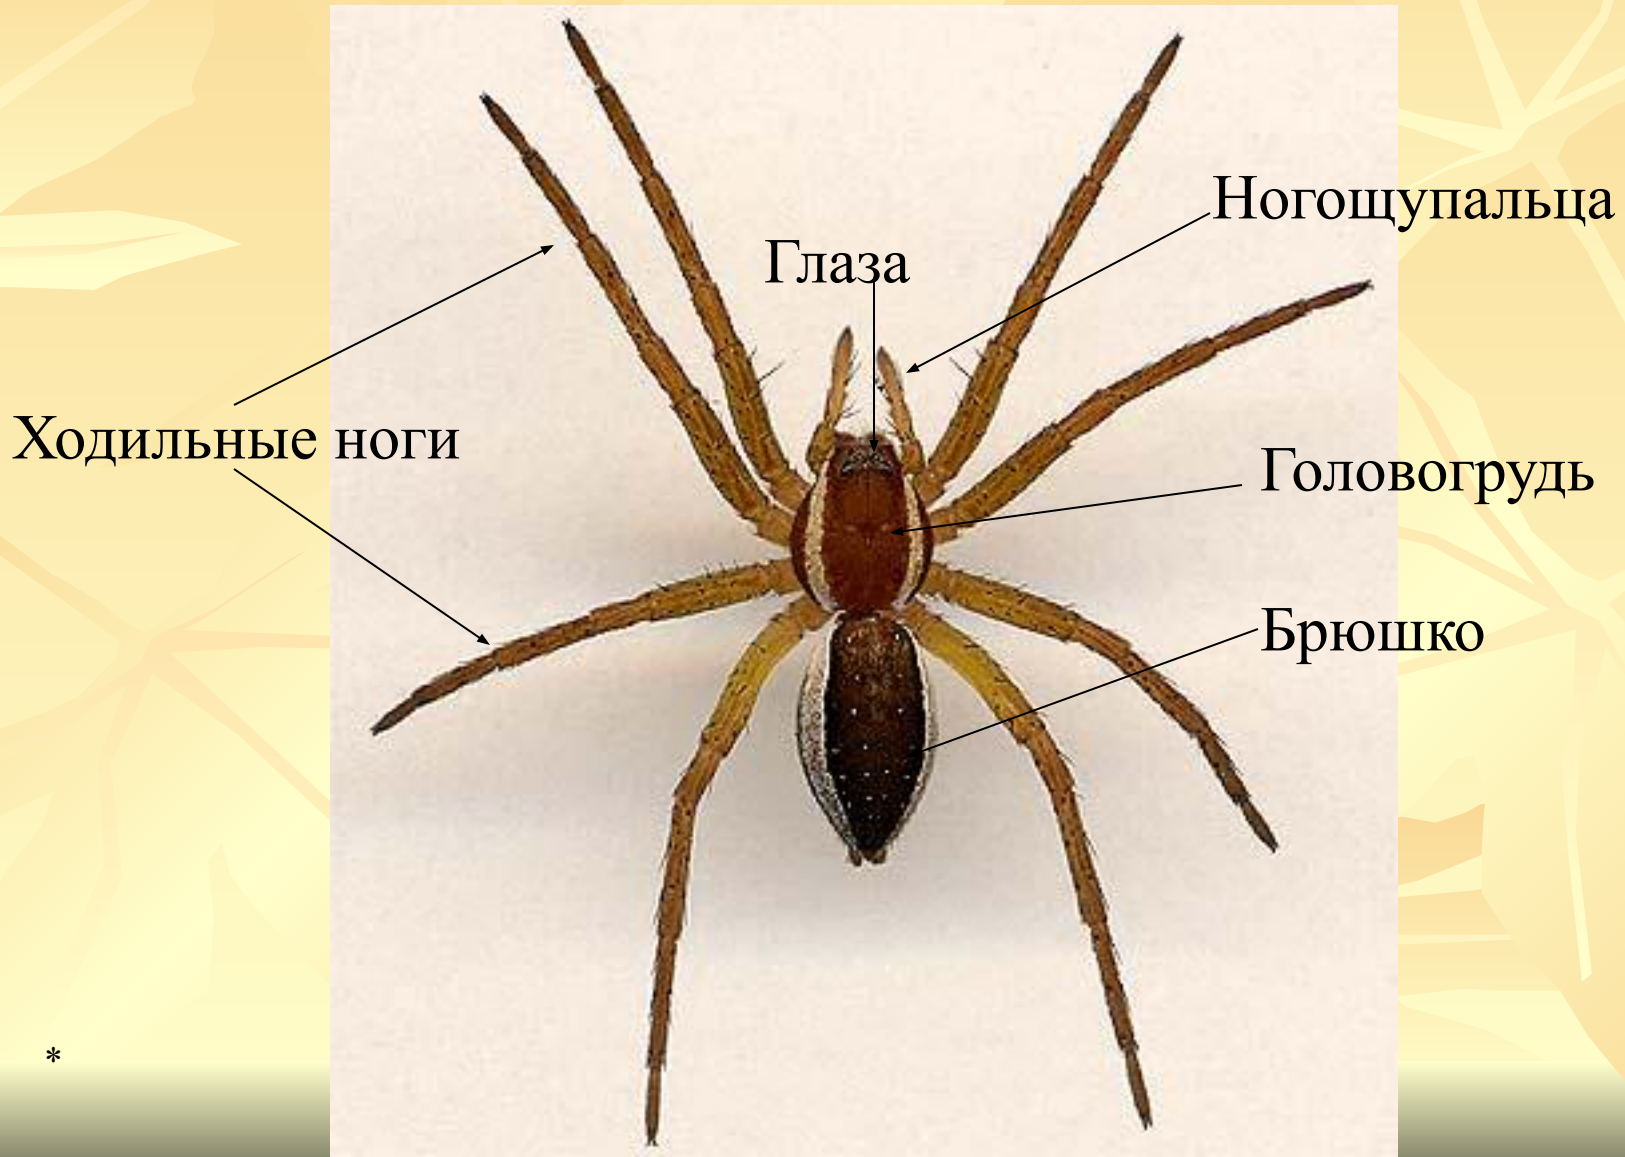 Ногощупальца
Глаза
Ходильные ноги
Головогрудь
Брюшко
*